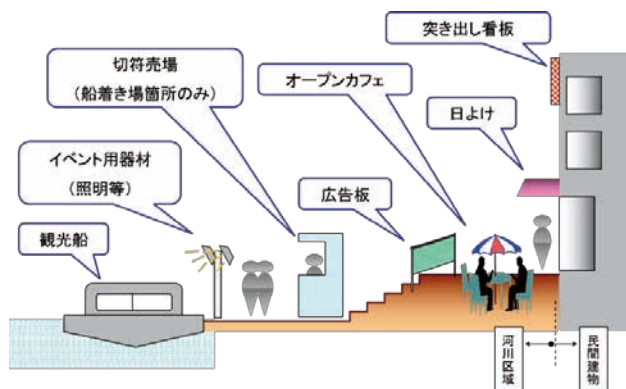 突き出し看板
切符売場
(船着き場箇所のみ)
オープンカフェ
日よけ
イベント用器材
(照明等)
広告板
観光船
河川区域
民間建物